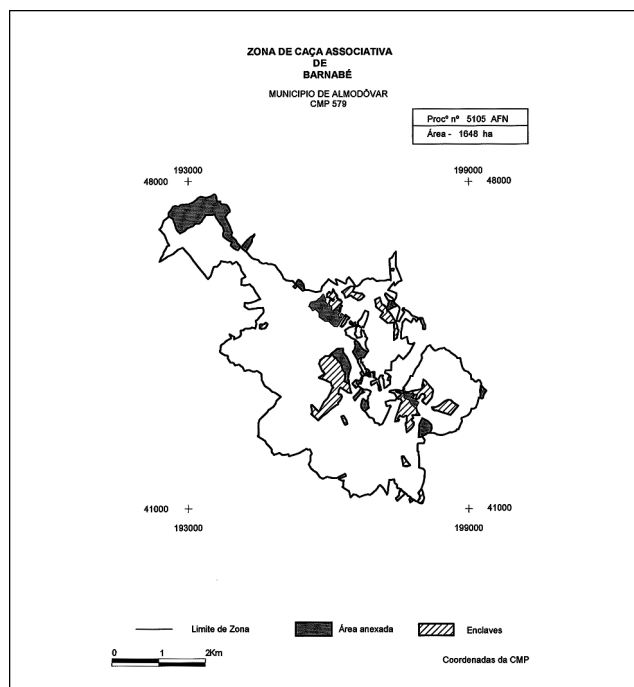 ZONA DE CAÇA ASSOCIATIVA
DE
BARNABÉ
MUNICIPIO DE ALMODÔVAR
CMP 579
Procº nº 5105 AFN
Área - 1648 ha
193000
199000
48000
48000
41000
41000
193000
199000
Limite de Zona
Área anexada
Enclaves
0 1 2Km
Coordenadas da CMP